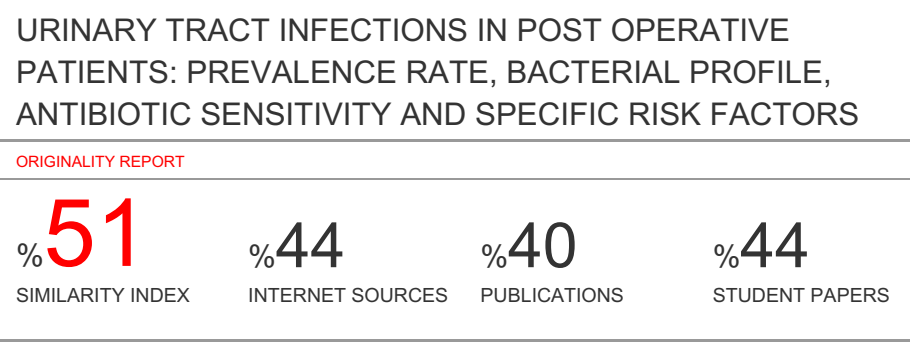 URINARY TRACT INFECTIONS IN POST OPERATIVE
PATIENTS: PREVALENCE RATE, BACTERIAL PROFILE,
ANTIBIOTIC SENSITIVITY AND SPECIFIC RISK FACTORS
ORIGINALITY REPORT
%51 %44 %40 %44
SIMILARITY INDEX INTERNET SOURCES PUBLICATIONS STUDENT PAPERS